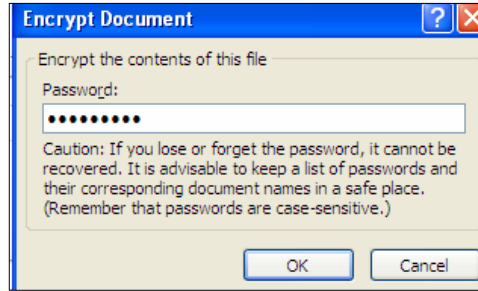 Encrypt Document
Encrypt the contents of this file
Password:
•••••••••
Caution: If you lose or forget the password, it cannot be
recovered. It is advisable to keep a list of passwords and
their corresponding document names in a safe place.
(Remember that passwords are case-sensitive.)
OK Cancel